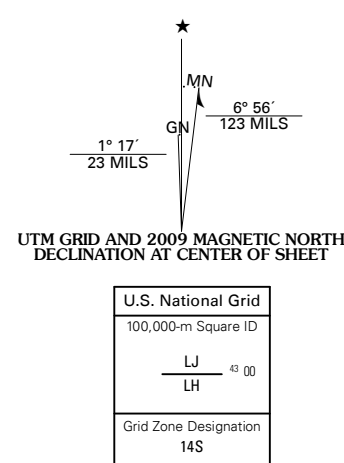 ★
MN
GN
6° 56´
123 MILS
1° 17´
23 MILS
UTM GRID AND 2009 MAGNETIC NORTH
DECLINATION AT CENTER OF SHEET
U.S. National Grid
100,000-m Square ID
LJ
43 00
LH
Grid Zone Designation
14S